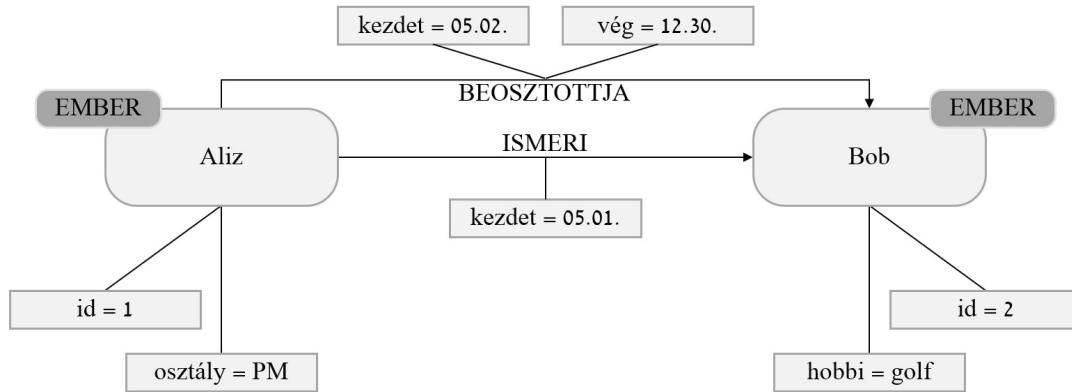 kezdet = 05.02.
vég = 12.30.
BEOSZTOTTJA
EMBER
EMBER
Aliz
ISMERI
Bob
kezdet = 05.01.
id = 1
id = 2
osztály = PM
hobbi = golf